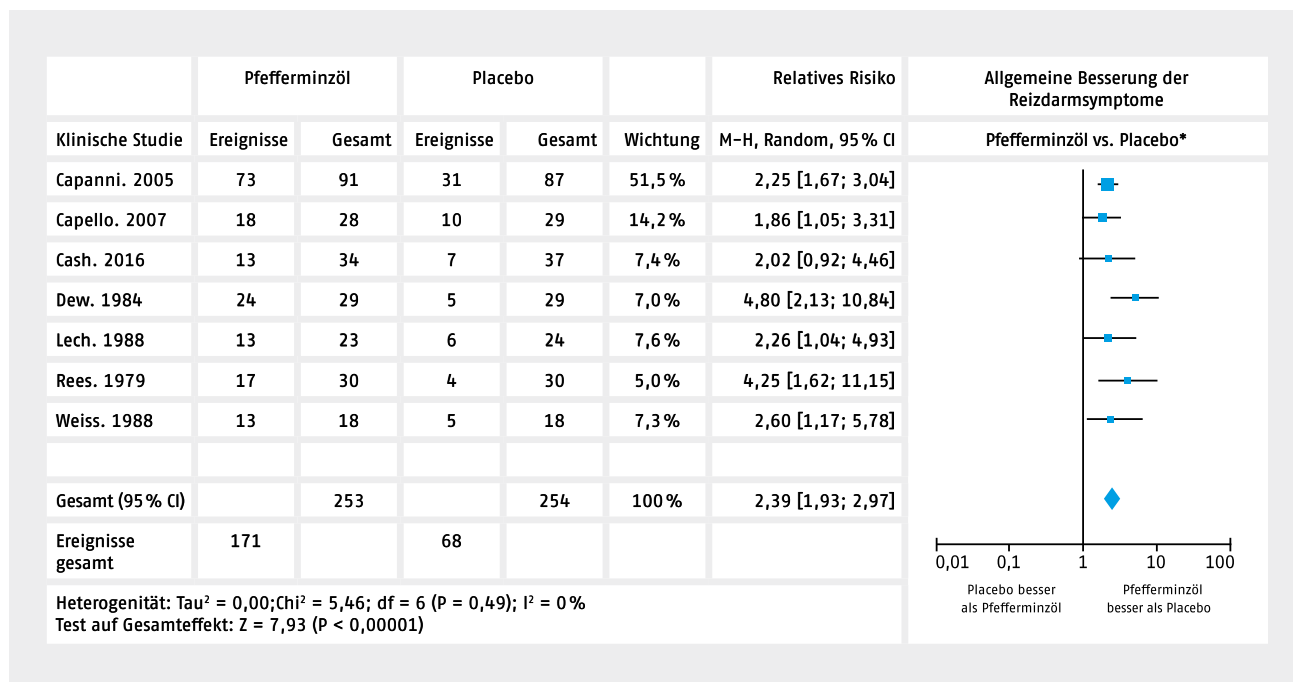 Pfefferminzöl Placebo Relatives Risiko Allgemeine Besserung der
Reizdarmsymptome
Klinische Studie Ereignisse Gesamt Ereignisse Gesamt Wichtung M–H, Random, 95 % CI Pfefferminzöl vs. Placebo*
Capanni. 2005 73 91 31 87 51,5 % 2,25 [1,67; 3,04]
Capello. 2007 18 28 10 29 14,2 % 1,86 [1,05; 3,31]
Cash. 2016 13 34 7 37 7,4 % 2,02 [0,92; 4,46]
Dew. 1984 24 29 5 29 7,0 % 4,80 [2,13; 10,84]
Lech. 1988 13 23 6 24 7,6 % 2,26 [1,04; 4,93]
Rees. 1979 17 30 4 30 5,0 % 4,25 [1,62; 11,15]
Weiss. 1988 13 18 5 18 7,3 % 2,60 [1,17; 5,78]
Gesamt (95 % CI) 253 254 100 % 2,39 [1,93; 2,97]
Ereignisse 171 68
gesamt
Heterogenität: Tau² = 0,00;Chi² = 5,46; df = 6 (P = 0,49); I² = 0 %
Test auf Gesamteffekt: Z = 7,93 (P < 0,00001)
0,01 0,1 1 10 100
Placebo besser
als Pfefferminzöl
Pfefferminzöl
besser als Placebo